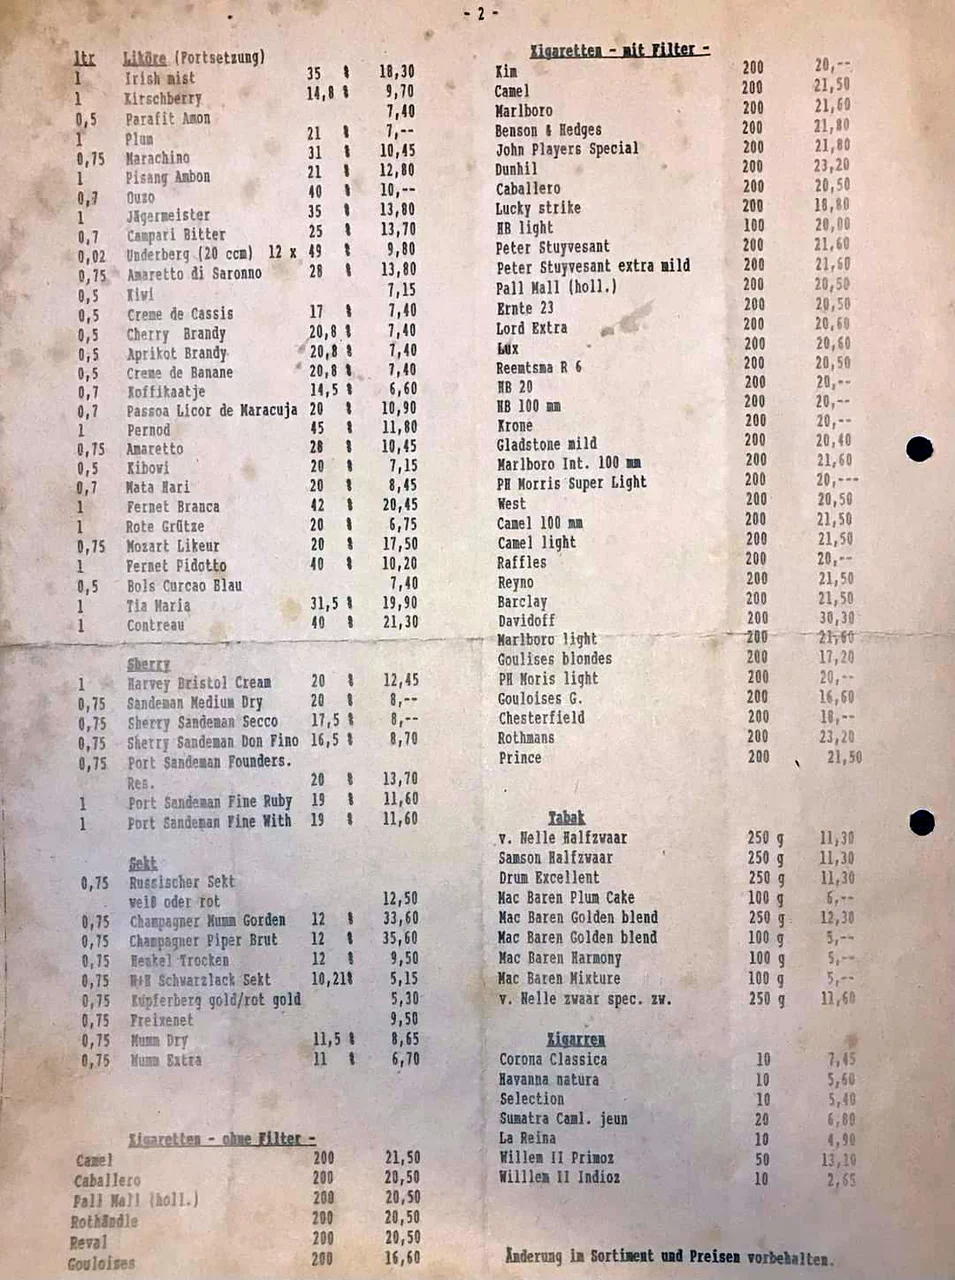 - 2 -
ltr Liköre (Fortsetzung)
1 Irish mist 35 % 18,30
1 Kirschberry 14,8 % 9,70
0,5 Parafit Amon 7,40
1 Plum 21 % 7,--
0,75 Marachino 31 % 10,45
1 Pisang Ambon 21 % 12,80
0,7 Ouzo 40 % 10,--
1 Jägermeister 35 % 13,80
0,7 Campari Bitter 25 % 13,70
0,02 Underberg (20 ccm) 12 x 49 % 9,80
0,75 Amaretto di Saronno 28 % 13,80
0,5 Kiwi 7,15
0,5 Creme de Cassis 17 % 7,40
0,5 Cherry Brandy 20,8 % 7,40
0,5 Aprikot Brandy 20,8 % 7,40
0,5 Creme de Banane 20,8 % 7,40
0,7 Koffikaatje 14,5 % 6,60
0,7 Passoa Licor de Maracuja 20 % 10,90
1 Pernod 45 % 11,80
0,75 Amaretto 28 % 10,45
0,5 Kibowi 20 % 7,15
0,7 Mata Hari 20 % 8,45
1 Fernet Branca 42 % 20,45
1 Rote Grütze 20 % 6,75
0,75 Mozart Likeur 20 % 17,50
1 Fernet Pidotto 40 % 10,20
0,5 Bols Curcao Blau 7,40
1 Tia Maria 31,5 % 19,90
1 Contreau 40 % 21,30
Sherry
1 Harvey Bristol Cream 20 % 12,45
0,75 Sandeman Medium Dry 20 % 8,--
0,75 Sherry Sandeman Secco 17,5 % 8,--
0,75 Sherry Sandeman Don Fino 16,5 % 8,70
0,75 Port Sandeman Founders.
Res. 20 % 13,70
1 Port Sandeman Fine Ruby 19 % 11,60
1 Port Sandeman Fine With 19 % 11,60
Sekt
0,75 Russischer Sekt
weiß oder rot 12,50
0,75 Champagner Mumm Gorden 12 % 33,60
0,75 Champagner Piper Brut 12 % 35,60
0,75 Henkel Trocken 12 % 9,50
0,75 M+H Schwarzlack Sekt 10,21% 5,15
0,75 Kupferberg gold/rot gold 5,30
0,75 Freixenet 9,50
0,75 Mumm Dry 11,5 % 8,65
0,75 Mumm Extra 11 % 6,70
Zigaretten - ohne Filter -
Camel 200 21,50
Caballero 200 20,50
Pall Mall (holl.) 200 20,50
Rothändle 200 20,50
Reval 200 20,50
Gouloises 200 16,60
Zigaretten - mit Filter -
Kim 200 20,--
Camel 200 21,50
Marlboro 200 21,60
Benson & Hedges 200 21,80
John Players Special 200 21,80
Dunhil 200 23,20
Caballero 200 20,50
Lucky strike 200 18,80
HB light 100 20,00
Peter Stuyvesant 200 21,60
Peter Stuyvesant extra mild 200 21,60
Pall Mall (holl.) 200 20,50
Ernte 23 200 20,50
Lord Extra 200 20,60
Lux 200 20,60
Reemtsma R 6 200 20,50
HB 20 200 20,--
HB 100 mm 200 20,--
Krone 200 20,--
Gladstone mild 200 20,40
Marlboro Int. 100 mm 200 21,60
PH Morris Super Light 200 20,---
West 200 20,50
Camel 100 mm 200 21,50
Camel light 200 21,50
Raffles 200 20,--
Reyno 200 21,50
Barclay 200 21,50
Davidoff 200 30,30
Marlboro light 200 21,60
Goulises blondes 200 17,20
PH Moris light 200 20,--
Gouloises G. 200 16,60
Chesterfield 200 18,--
Rothmans 200 23,20
Prince 200 21,50
Tabak
v. Nelle Halfzwaar 250 g 11,30
Samson Halfzwaar 250 g 11,30
Drum Excellent 250 g 11,30
Mac Baren Plum Cake 100 g 6,--
Mac Baren Golden blend 250 g 12,30
Mac Baren Golden blend 100 g 5,--
Mac Baren Harmony 100 g 5,--
Mac Baren Mixture 100 g 5,--
v. Nelle zwaar spec. zw. 250 g 11,60
Zigarren
Corona Classica 10 7,45
Havanna natura 10 5,60
Selection 10 5,40
Sumatra Caml. jeun 20 6,80
La Reina 10 4,90
Willem II Primoz 50 13,10
Willlem II Indioz 10 2,65
Änderung im Sortiment und Preisen vorbehalten.